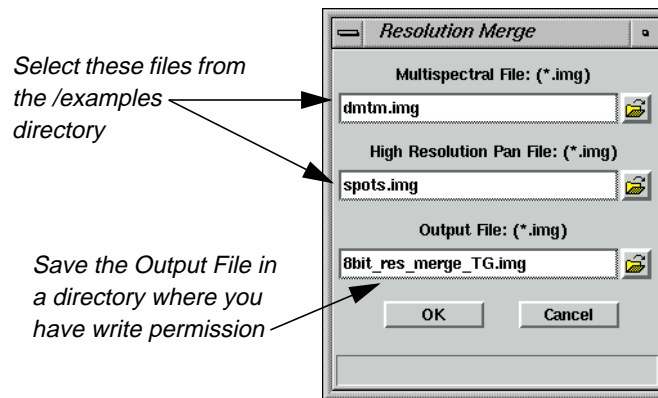 Resolution Merge
Select these files from
the /examples
directory
Multispectral File: (*.img)
dmtm.img
High Resolution Pan File: (*.img)
spots.img
Output File: (*.img)
8bit_res_merge_TG.img
Save the Output File in
a directory where you
have write permission
OK
Cancel